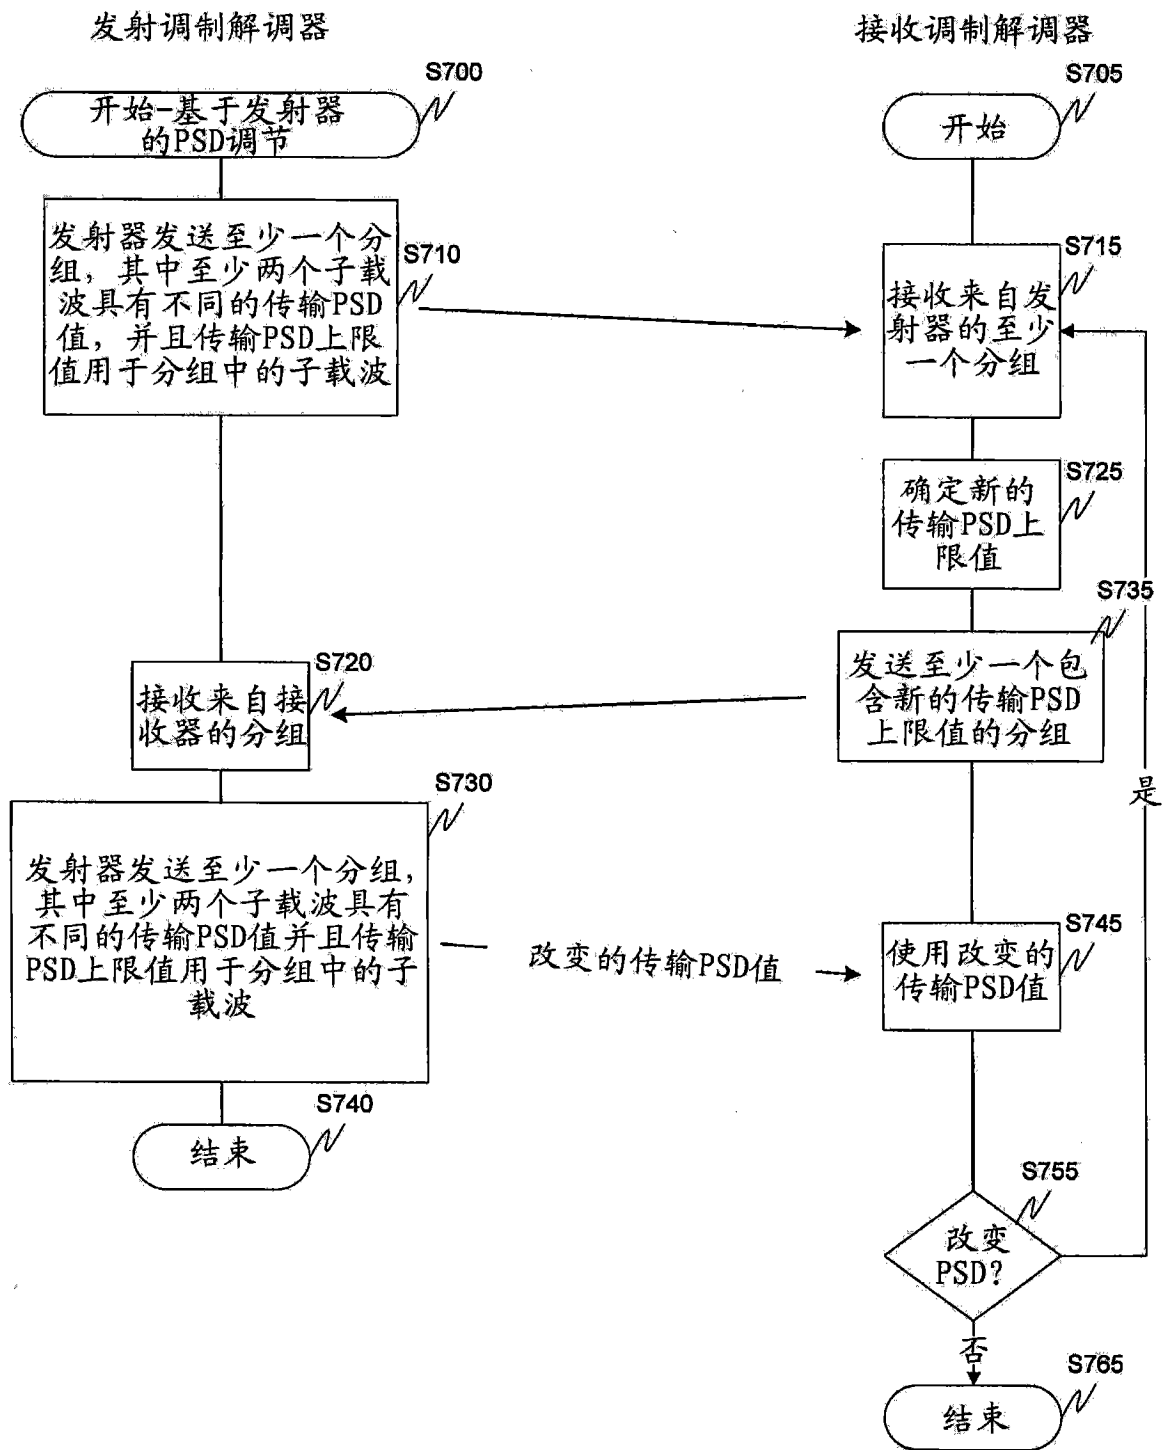 发射调制解调器
S700
开始-基于发射器
的PSD调节
发射器发送至少一个分
组，其中至少两个子载
波具有不同的传输PSD
值，并且传输PSD上限
值用于分组中的子载波
S710
接收来自接
收器的分组
S720
发射器发送至少一个分组，
其中至少两个子载波具有
不同的传输PSD值并且传输
PSD上限值用于分组中的子
载波
S730
改变的传输PSD值
结束
S740
接收调制解调器
S705
开始
S715
接收来自发
射器的至少
一个分组
S725
确定新的
传输PSD上
限值
S735
发送至少一个包
含新的传输PSD
上限值的分组
是
S745
使用改变的
传输PSD值
S755
改变
PSD?
否
S765
结束